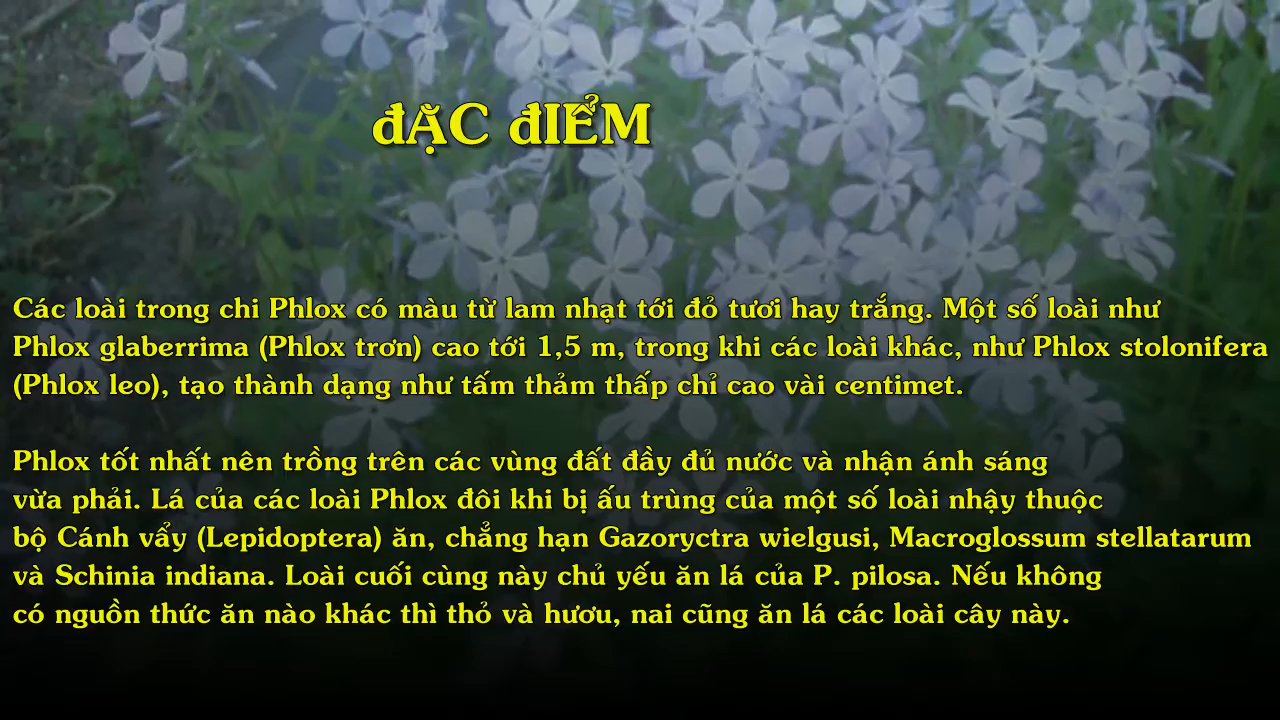 đẶC đIỂM
Các loài trong chi Phlox có màu từ lam nhạt tới đỏ tươi hay trắng. Một số loài như
Phlox glaberrima (Phlox trơn) cao tới 1,5 m, trong khi các loài khác, như Phlox stolonifera
(Phlox leo), tạo thành dạng như tấm thảm thấp chỉ cao vài centimet.
Phlox tốt nhất nên trồng trên các vùng đất đầy đủ nước và nhận ánh sáng
vừa phải. Lá của các loài Phlox đôi khi bị ấu trùng của một số loài nhậy thuộc
bộ Cánh vẩy (Lepidoptera) ăn, chẳng hạn Gazoryctra wielgusi, Macroglossum stellatarum
và Schinia indiana. Loài cuối cùng này chủ yếu ăn lá của P. pilosa. Nếu không
có nguồn thức ăn nào khác thì thỏ và hươu, nai cũng ăn lá các loài cây này.